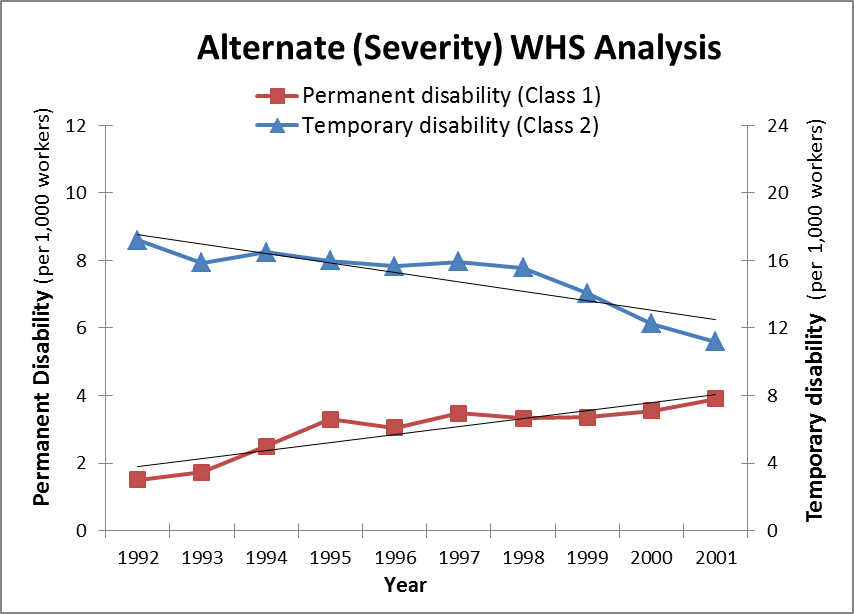 Alternate (Severity) WHS Analysis
Permanent disability (Class 1)
Temporary disability (Class 2)
Permanent Disability (per 1,000 workers)
12
10
8
6
4
2
0
24
20
16
12
8
4
0
Temporary disability (per 1,000 workers)
1992 1993 1994 1995 1996 1997 1998 1999 2000 2001
Year